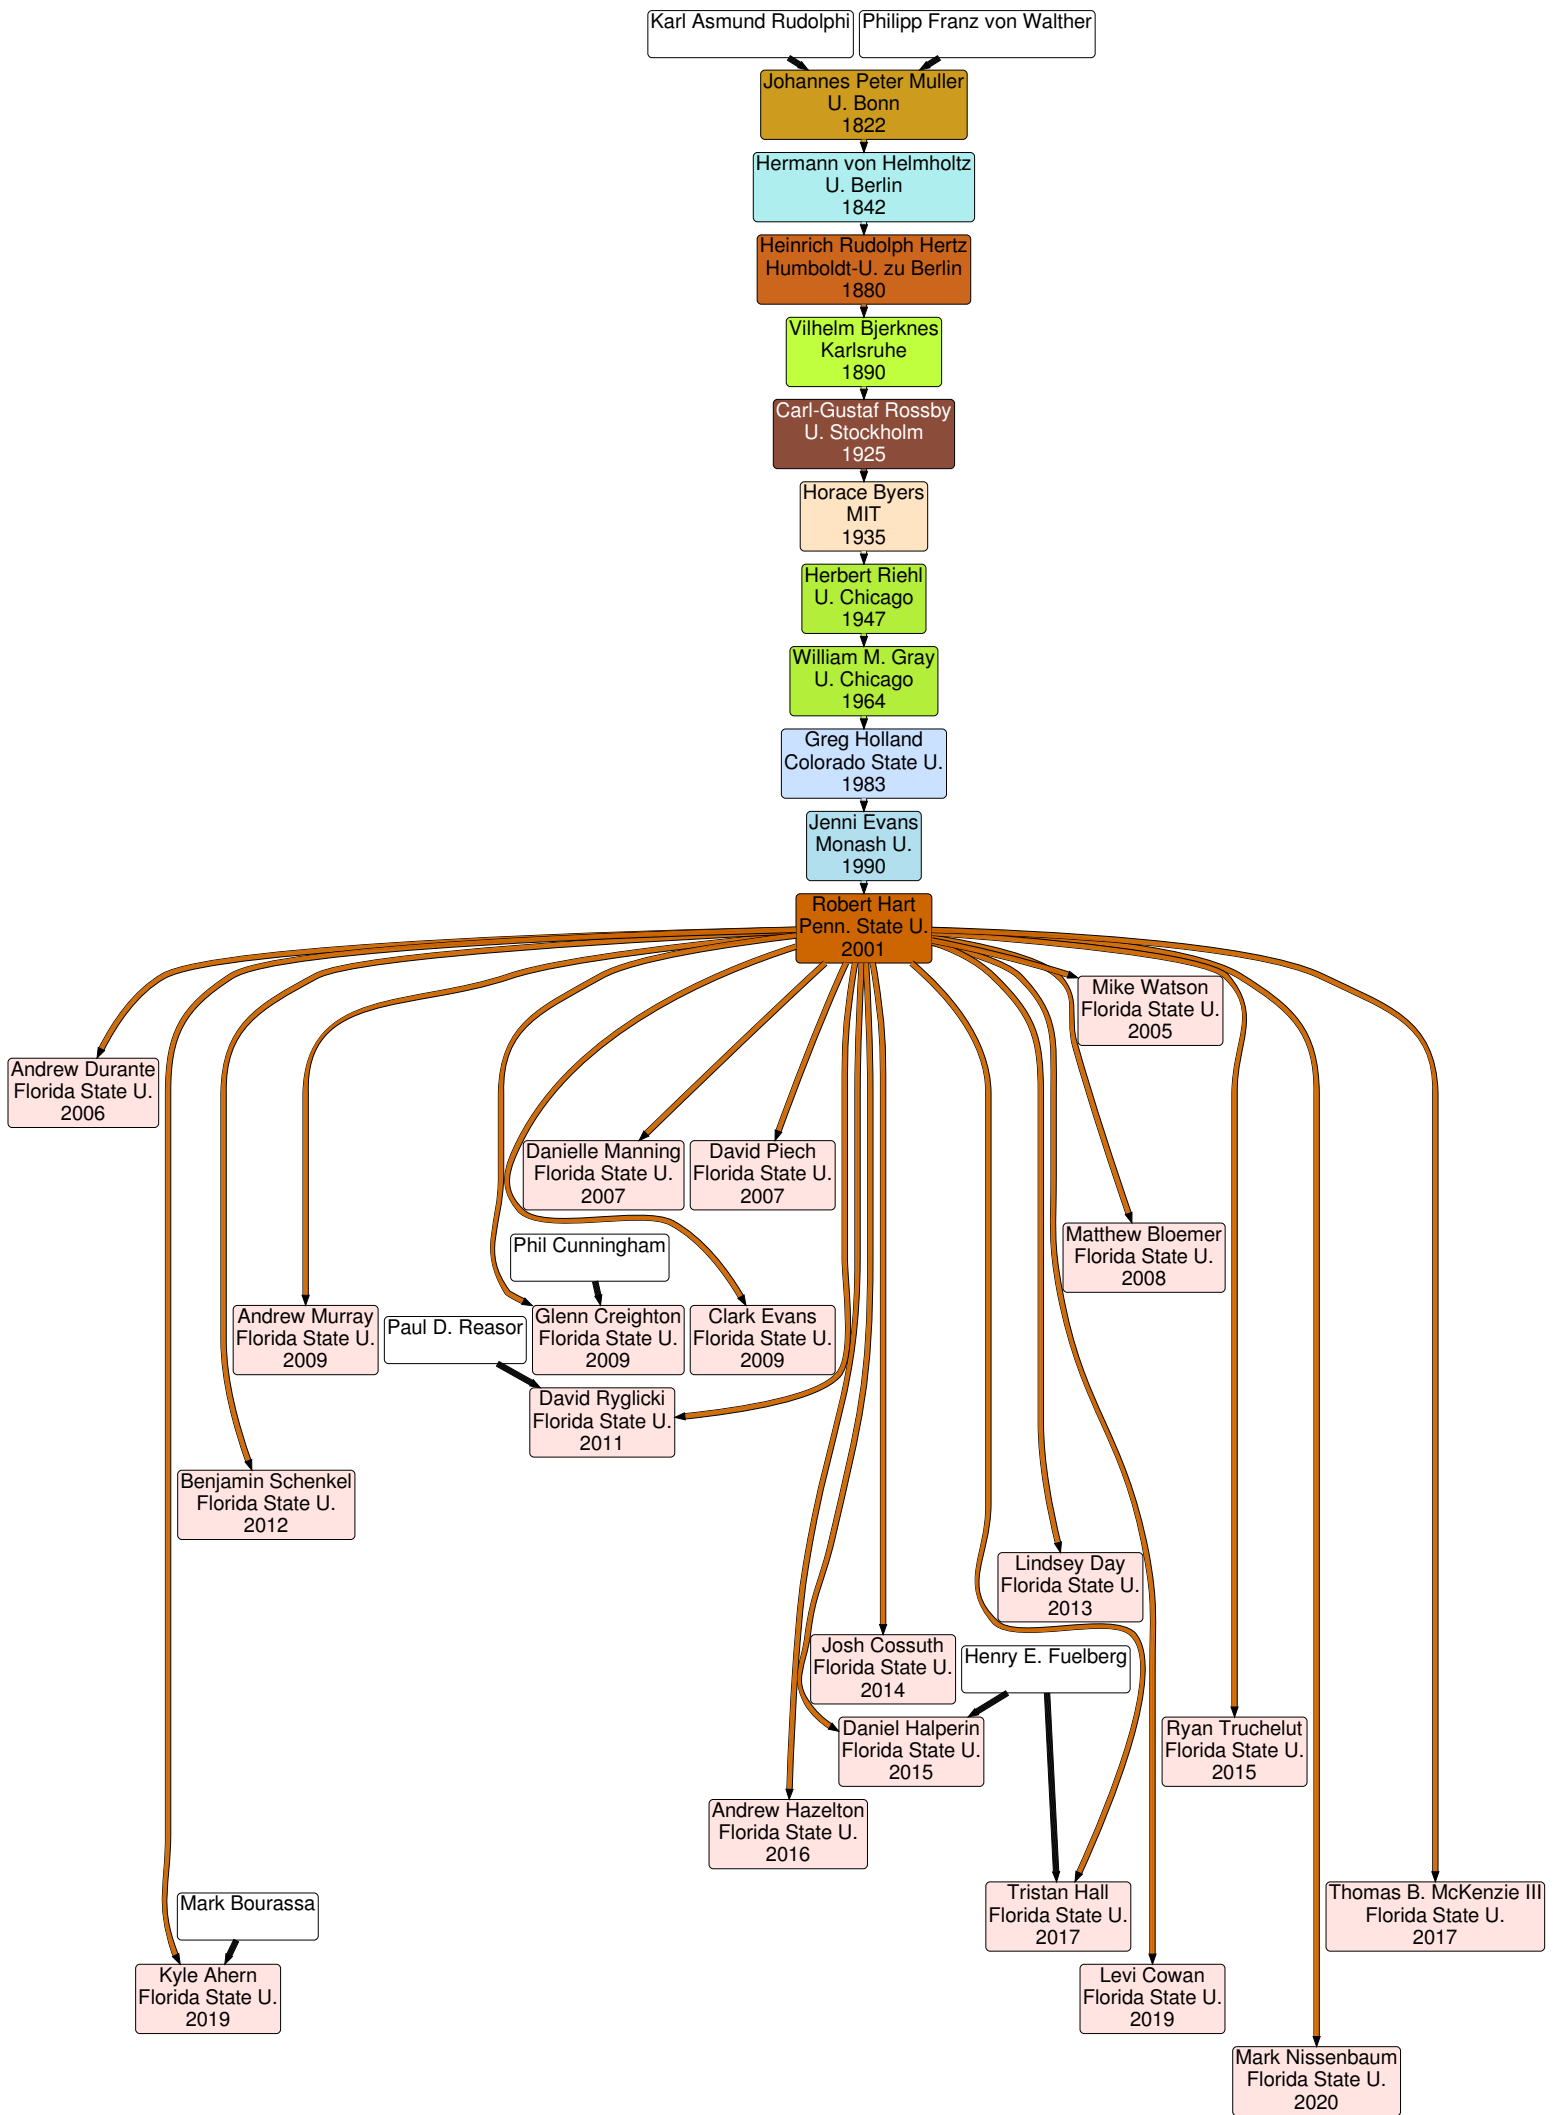 Karl Asmund Rudolphi
Philipp Franz von Walther
Johannes Peter Muller
U. Bonn
1822
Hermann von Helmholtz
U. Berlin
1842
Heinrich Rudolph Hertz
Humboldt-U. zu Berlin
1880
Vilhelm Bjerknes
Karlsruhe
1890
Carl-Gustaf Rossby
U. Stockholm
1925
Horace Byers
MIT
1935
Herbert Riehl
U. Chicago
1947
William M. Gray
U. Chicago
1964
Greg Holland
Colorado State U.
1983
Jenni Evans
Monash U.
1990
Robert Hart
Penn. State U.
2001
Mike Watson
Florida State U.
2005
Andrew Durante
Florida State U.
2006
Danielle Manning
Florida State U.
2007
David Piech
Florida State U.
2007
Matthew Bloemer
Florida State U.
2008
Phil Cunningham
Andrew Murray
Florida State U.
2009
Paul D. Reasor
Glenn Creighton
Florida State U.
2009
Clark Evans
Florida State U.
2009
David Ryglicki
Florida State U.
2011
Benjamin Schenkel
Florida State U.
2012
Lindsey Day
Florida State U.
2013
Josh Cossuth
Florida State U.
2014
Henry E. Fuelberg
Daniel Halperin
Florida State U.
2015
Ryan Truchelut
Florida State U.
2015
Andrew Hazelton
Florida State U.
2016
Tristan Hall
Florida State U.
2017
Thomas B. McKenzie III
Florida State U.
2017
Mark Bourassa
Kyle Ahern
Florida State U.
2019
Levi Cowan
Florida State U.
2019
Mark Nissenbaum
Florida State U.
2020